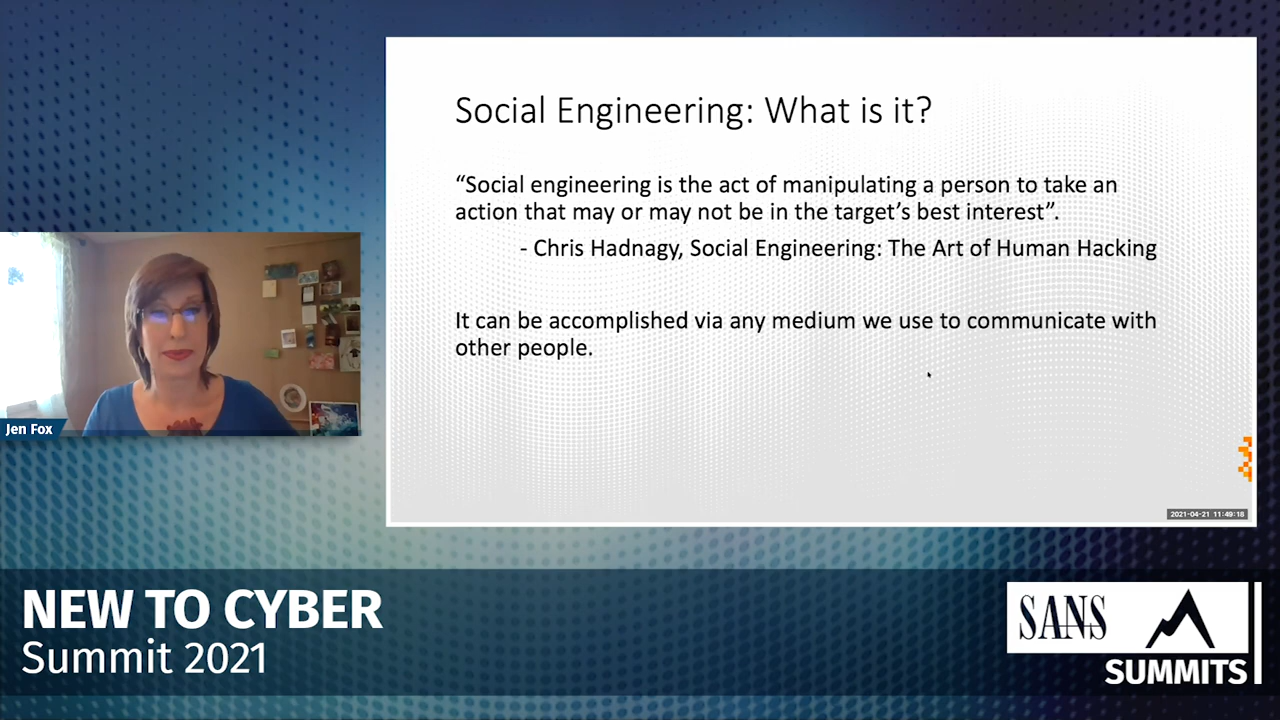 Social Engineering: What is it?
“Social engineering is the act of manipulating a person to take an
action that may or may not be in the target’s best interest”.
- Chris Hadnagy, Social Engineering: The Art of Human Hacking
It can be accomplished via any medium we use to communicate with
other people.
Jen Fox
2021-04-21 11:49:18
NEW TO CYBER
Summit 2021
SANS
SUMMITS